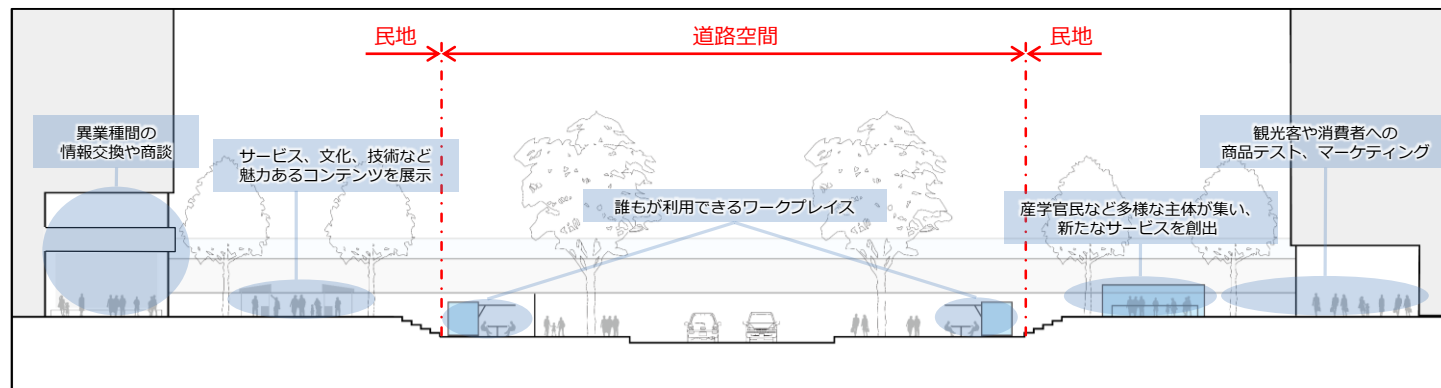 民地
道路空間
民地
異業種間の
情報交換や商談
サービス、文化、技術など
魅力あるコンテンツを展示
誰もが利用できるワークプレイス
産学官民など多様な主体が集い、
新たなサービスを創出
観光客や消費者への
商品テスト、マーケティング